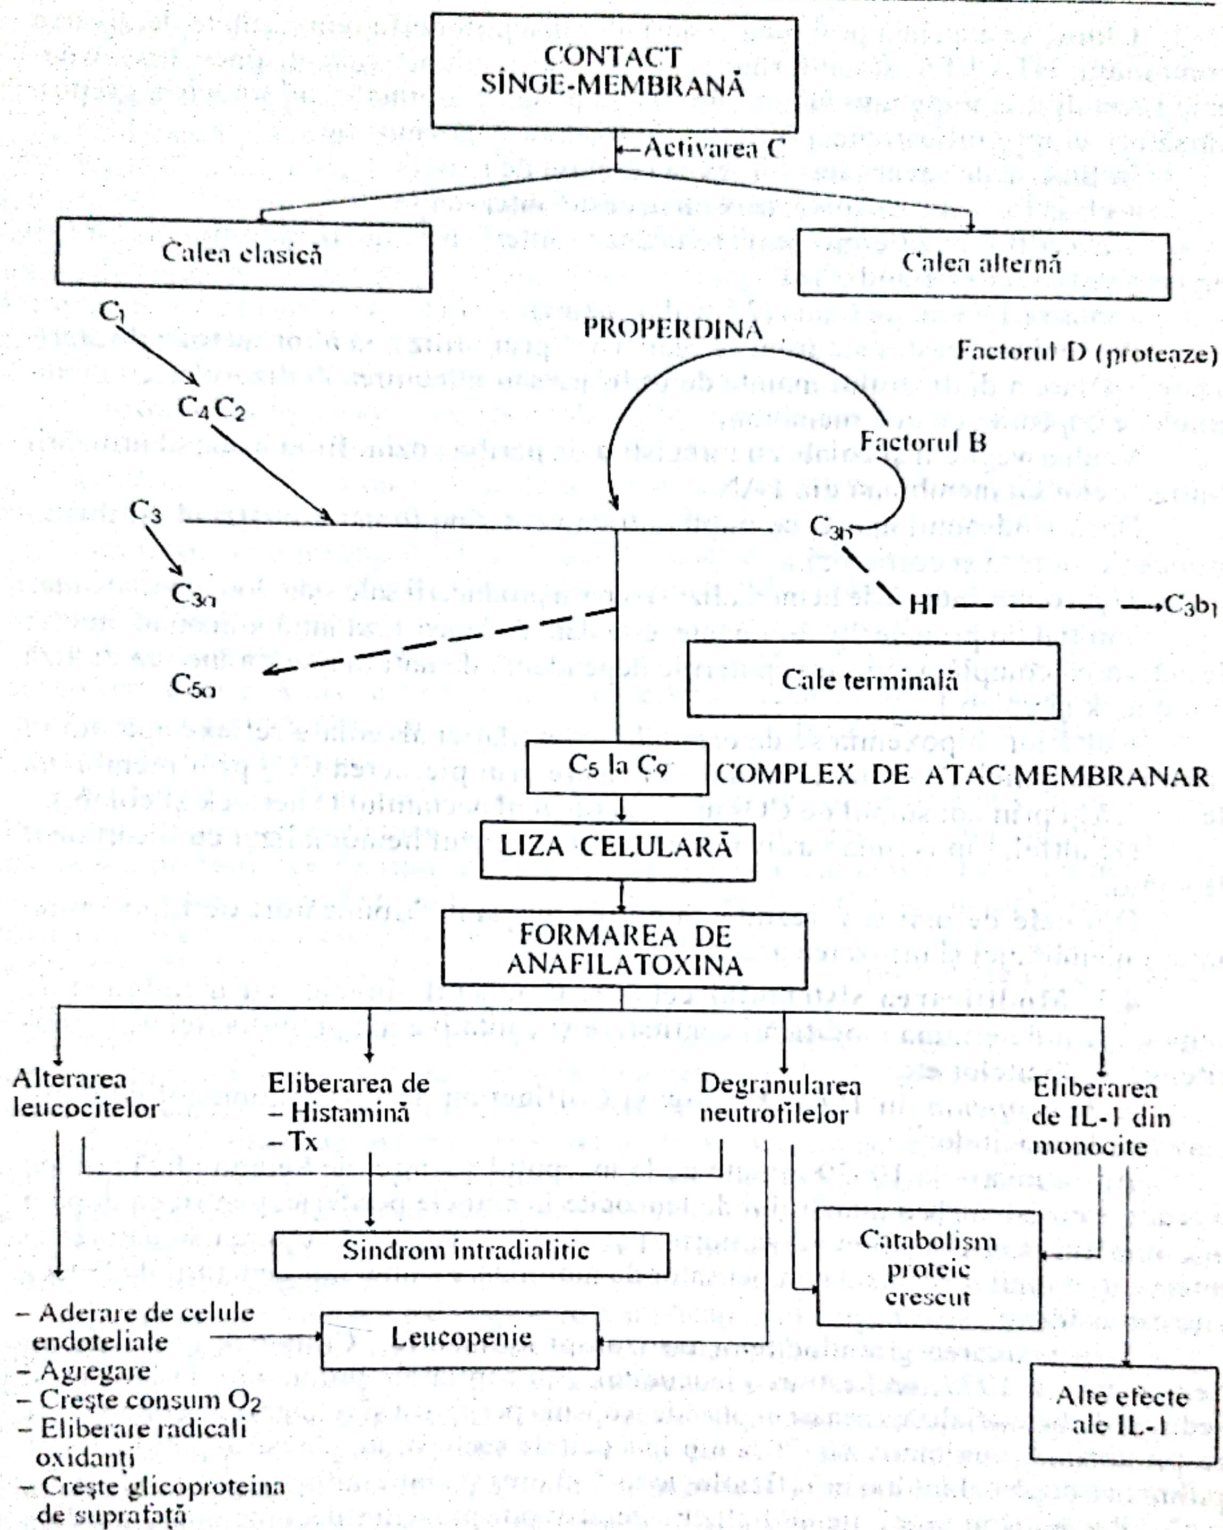 CONTACT
SÎNGE-MEMBRANĂ
Activarea C
Calea clasică
Calea alternă
C1
PROPERDINA
Factorul D (proteaze)
C4 C2
Factorul B
C3
C3b
C3a
HI
C3b1
C5a
Cale terminală
C5 la C9
COMPLEX DE ATAC MEMBRANAR
LIZA CELULARĂ
FORMAREA DE
ANAFILATOXINA
Alterarea
leucocitelor
Eliberarea de
– Histamină
– Tx
Degranularea
neutrofilelor
Eliberarea
de IL-1 din
monocite
Sindrom intradialitic
Catabolism
proteic
crescut
– Aderare de celule
endoteliale
– Agregare
– Creşte consum O2
– Eliberare radicali
oxidanţi
– Creşte glicoproteina
de suprafaţă
Leucopenie
Alte efecte
ale IL-1